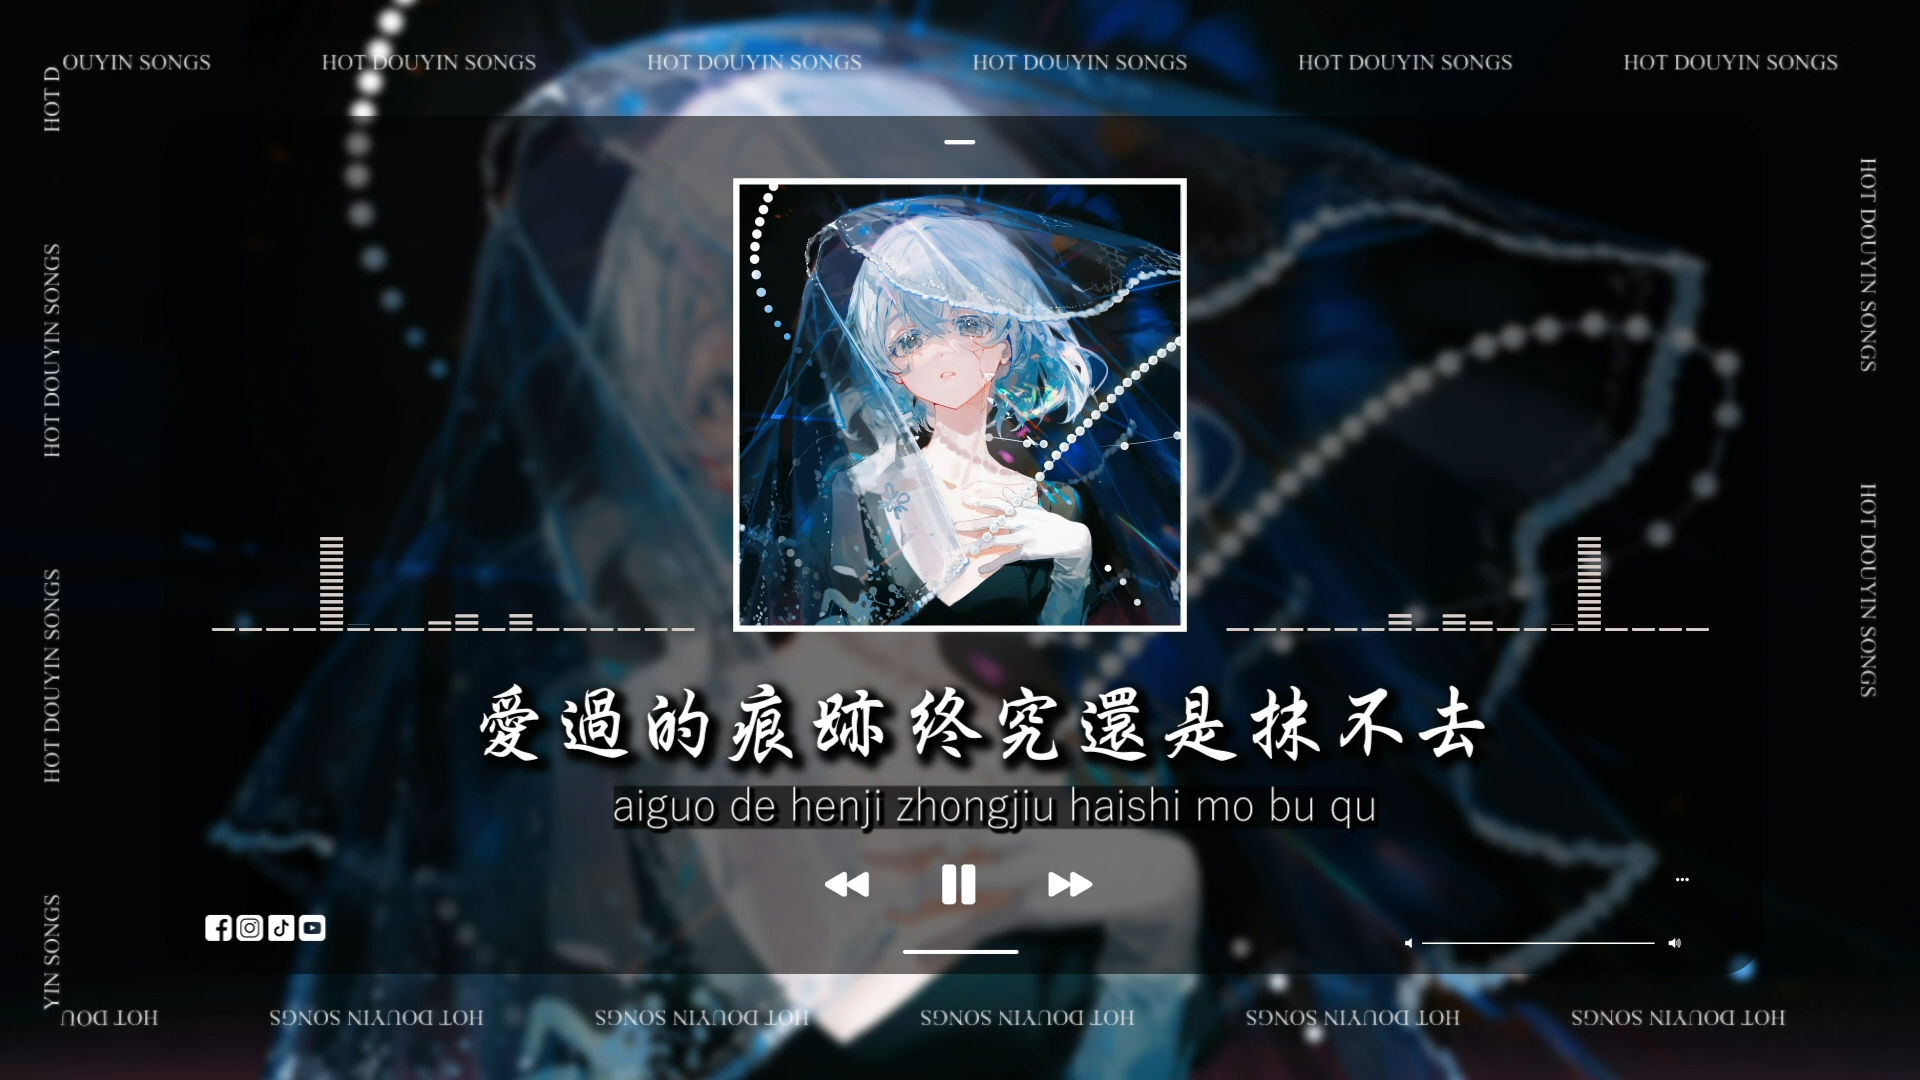 OUYIN SONGS HOT DOUYIN SONGS HOT DOUYIN SONGS HOT DOUYIN SONGS HOT DOUYIN SONGS HOT DOUYIN SONGS
HOT D
HOT DOUYIN SONGS
HOT DOUYIN SONGS
YIN SONGS
HOT DOUYIN SONGS
HOT DOUYIN SONGS
愛過的痕跡终究還是抹不去
aiguo de henji zhongjiu haishi mo bu qu
HOT DOU HOT DOUYIN SONGS HOT DOUYIN SONGS HOT DOUYIN SONGS HOT DOUYIN SONGS HOT DOUYIN SONGS